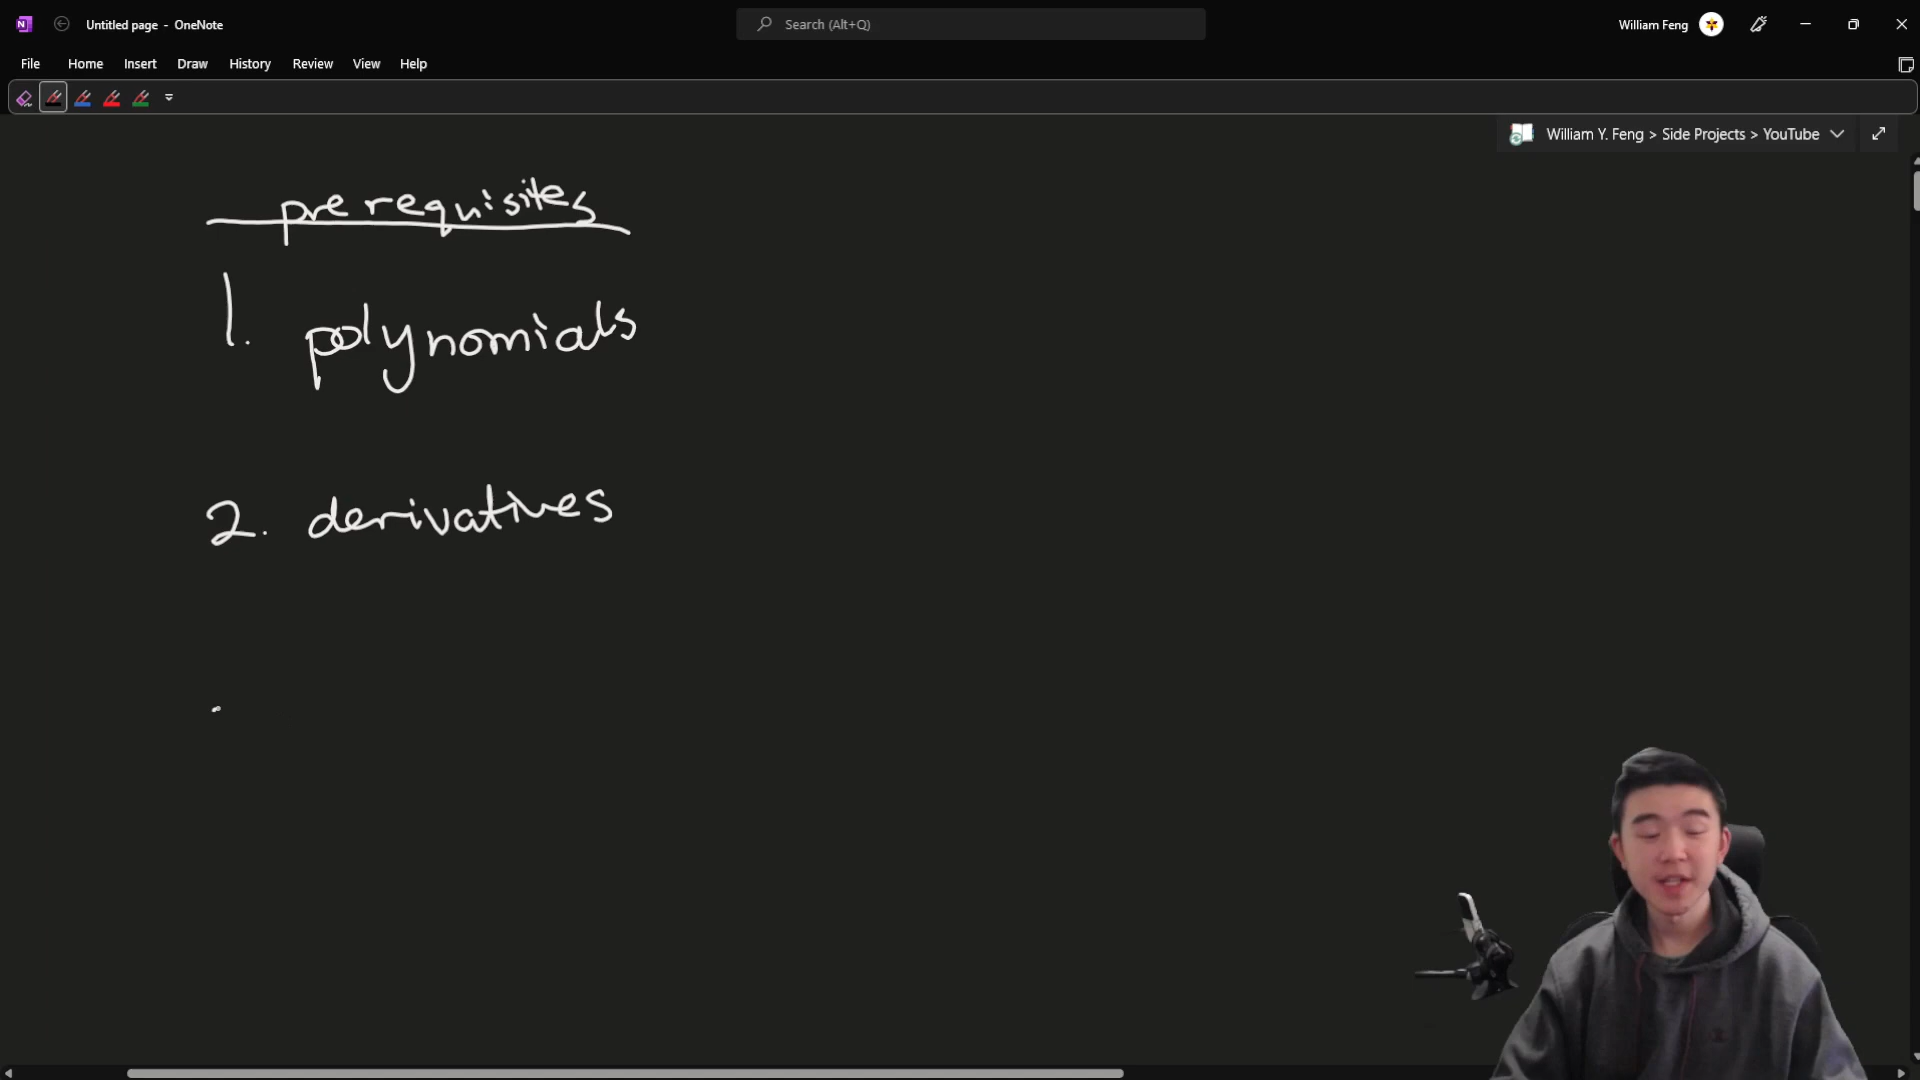 Untitled page - OneNote
Search (Alt+Q)
William Feng
File Home Insert Draw History Review View Help
William Y. Feng > Side Projects > YouTube
prerequisites
1. polynomials
2. derivatives